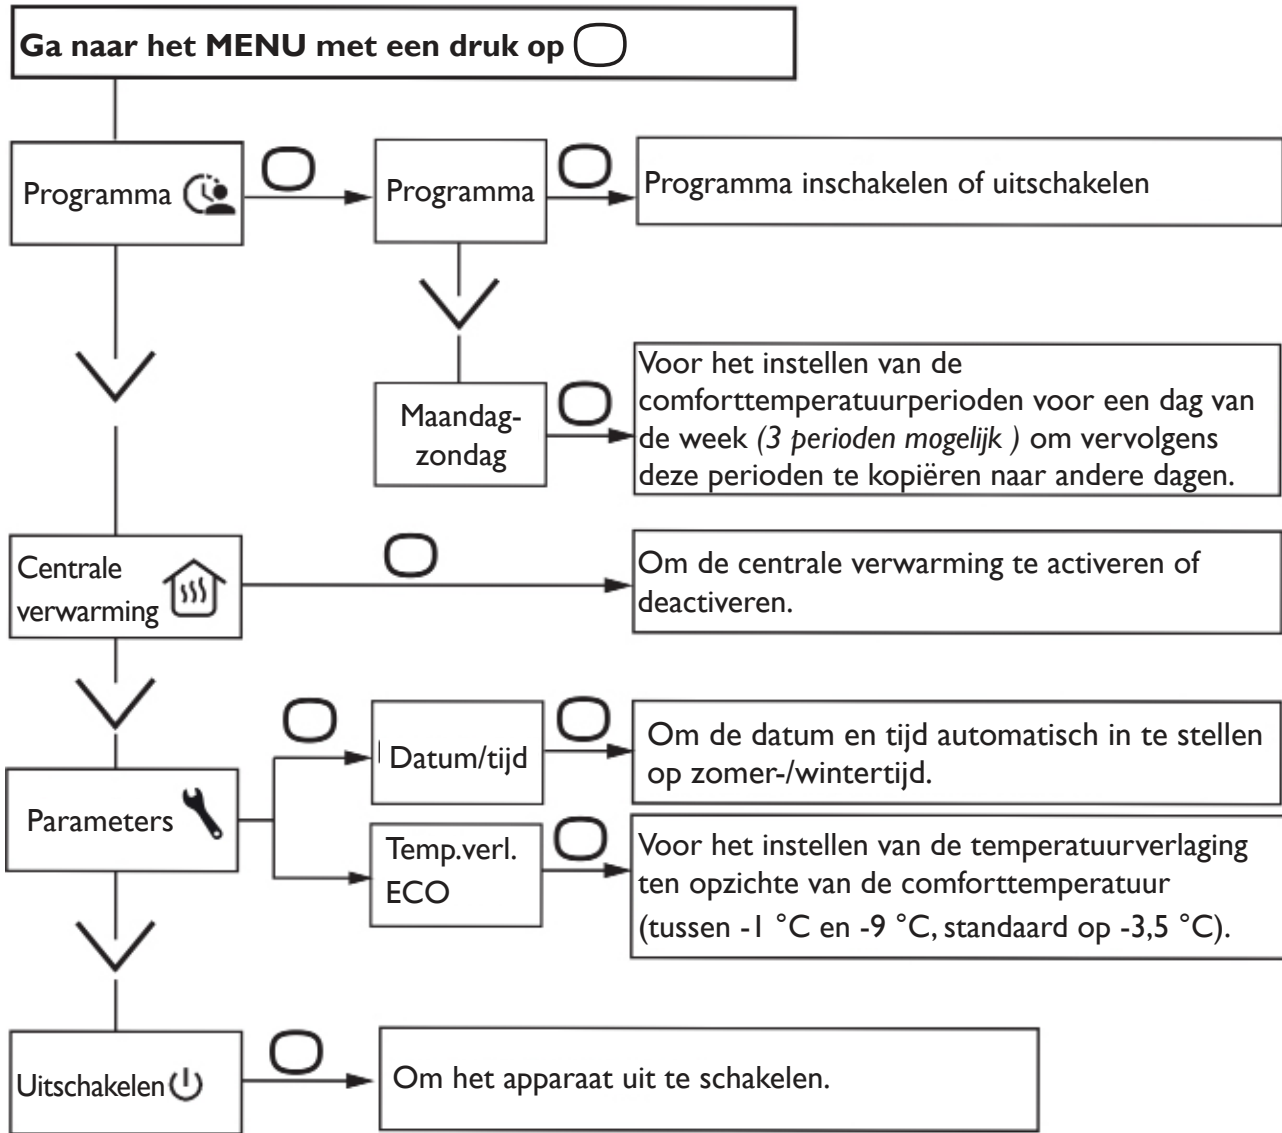 Ga naar het MENU met een druk op
Programma
Programma
Programma inschakelen of uitschakelen
Maandag-
zondag
Voor het instellen van de
comforttemperatuurperioden voor een dag van
de week (3 perioden mogelijk ) om vervolgens
deze perioden te kopiëren naar andere dagen.
Centrale
verwarming
Om de centrale verwarming te activeren of
deactiveren.
Parameters
Datum/tijd
Om de datum en tijd automatisch in te stellen
op zomer-/wintertijd.
Temp.verl.
ECO
Voor het instellen van de temperatuurverlaging
ten opzichte van de comforttemperatuur
(tussen -1 °C en -9 °C, standaard op -3,5 °C).
Uitschakelen
Om het apparaat uit te schakelen.